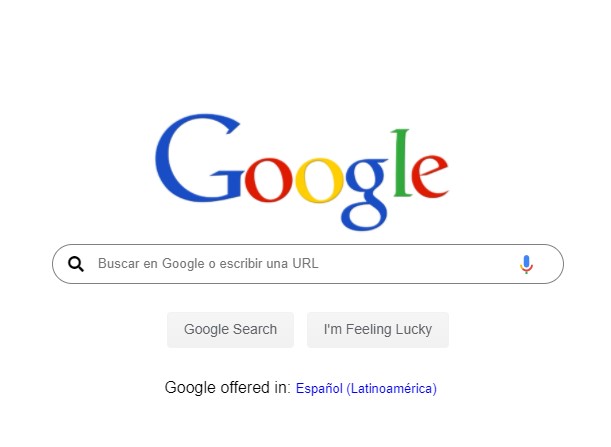 Google
Buscar en Google o escribir una URL
Google Search I'm Feeling Lucky
Google offered in: Español (Latinoamérica)